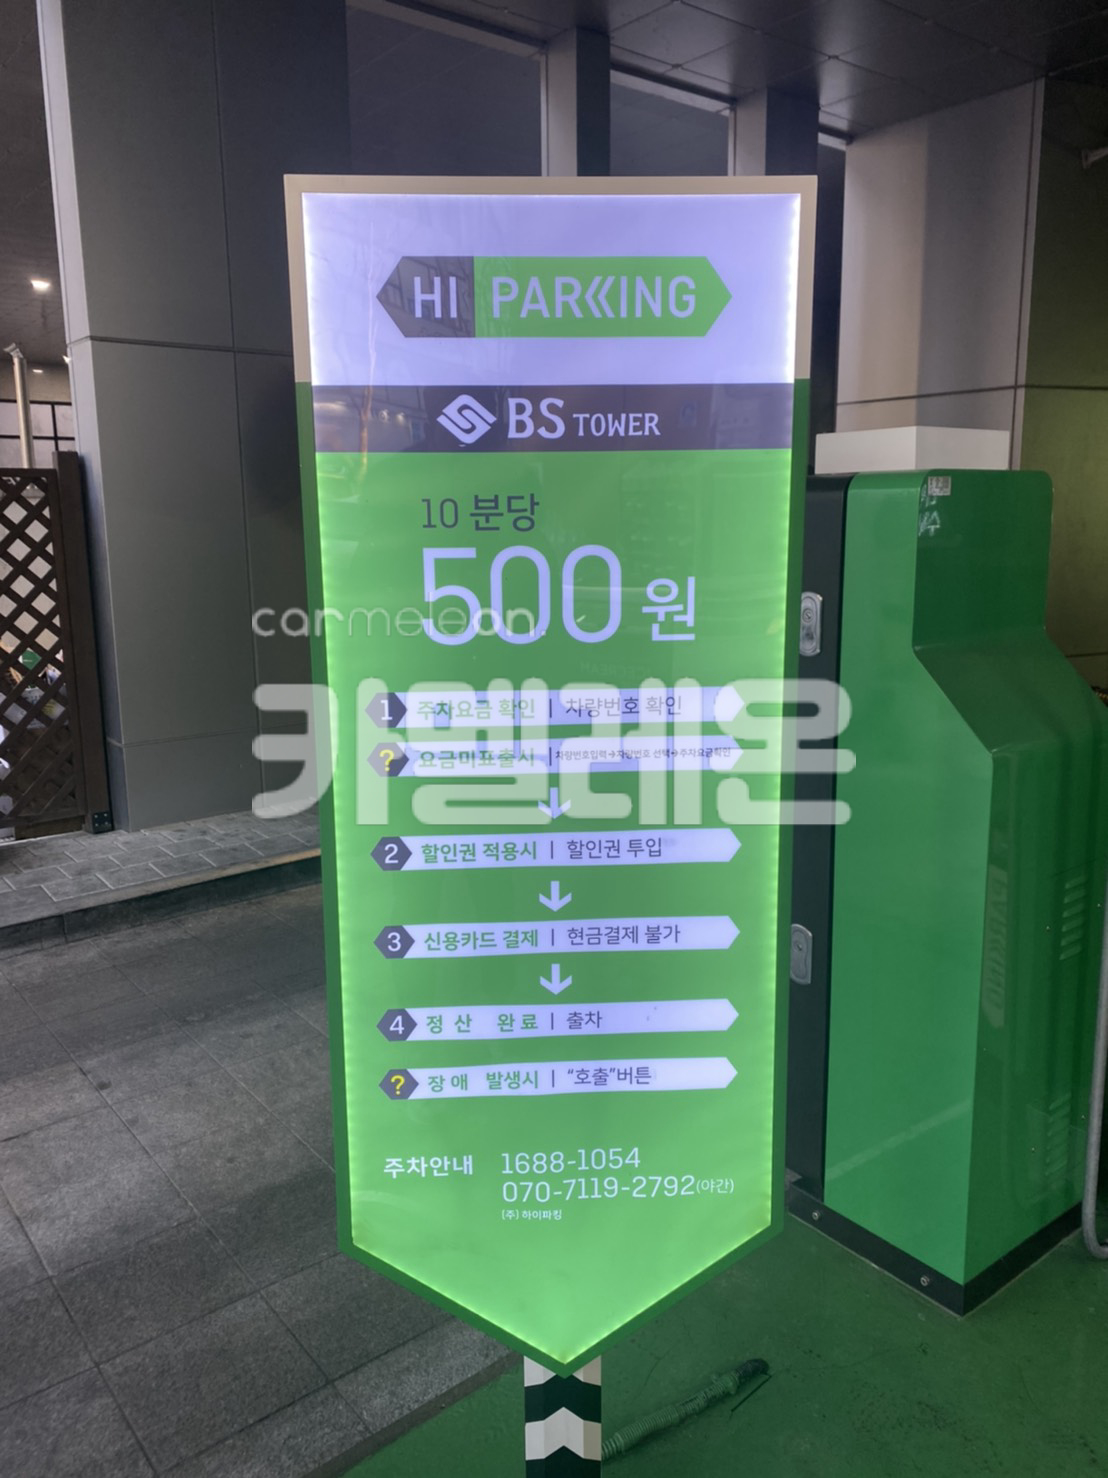 HI PARKING
BS TOWER
10 분당
500 원
carmeleon
카멜레온
1 주차요금 확인 | 차량번호 확인
? 요금미표출시 | 차량번호입력→차량번호 선택→주차요금확인
2 할인권 적용시 | 할인권 투입
3 신용카드 결제 | 현금결제 불가
4 정 산 완 료 | 출차
? 장 애 발생시 | “호출”버튼
주차안내 1688-1054
070-7119-2792(야간)
(주) 하이파킹